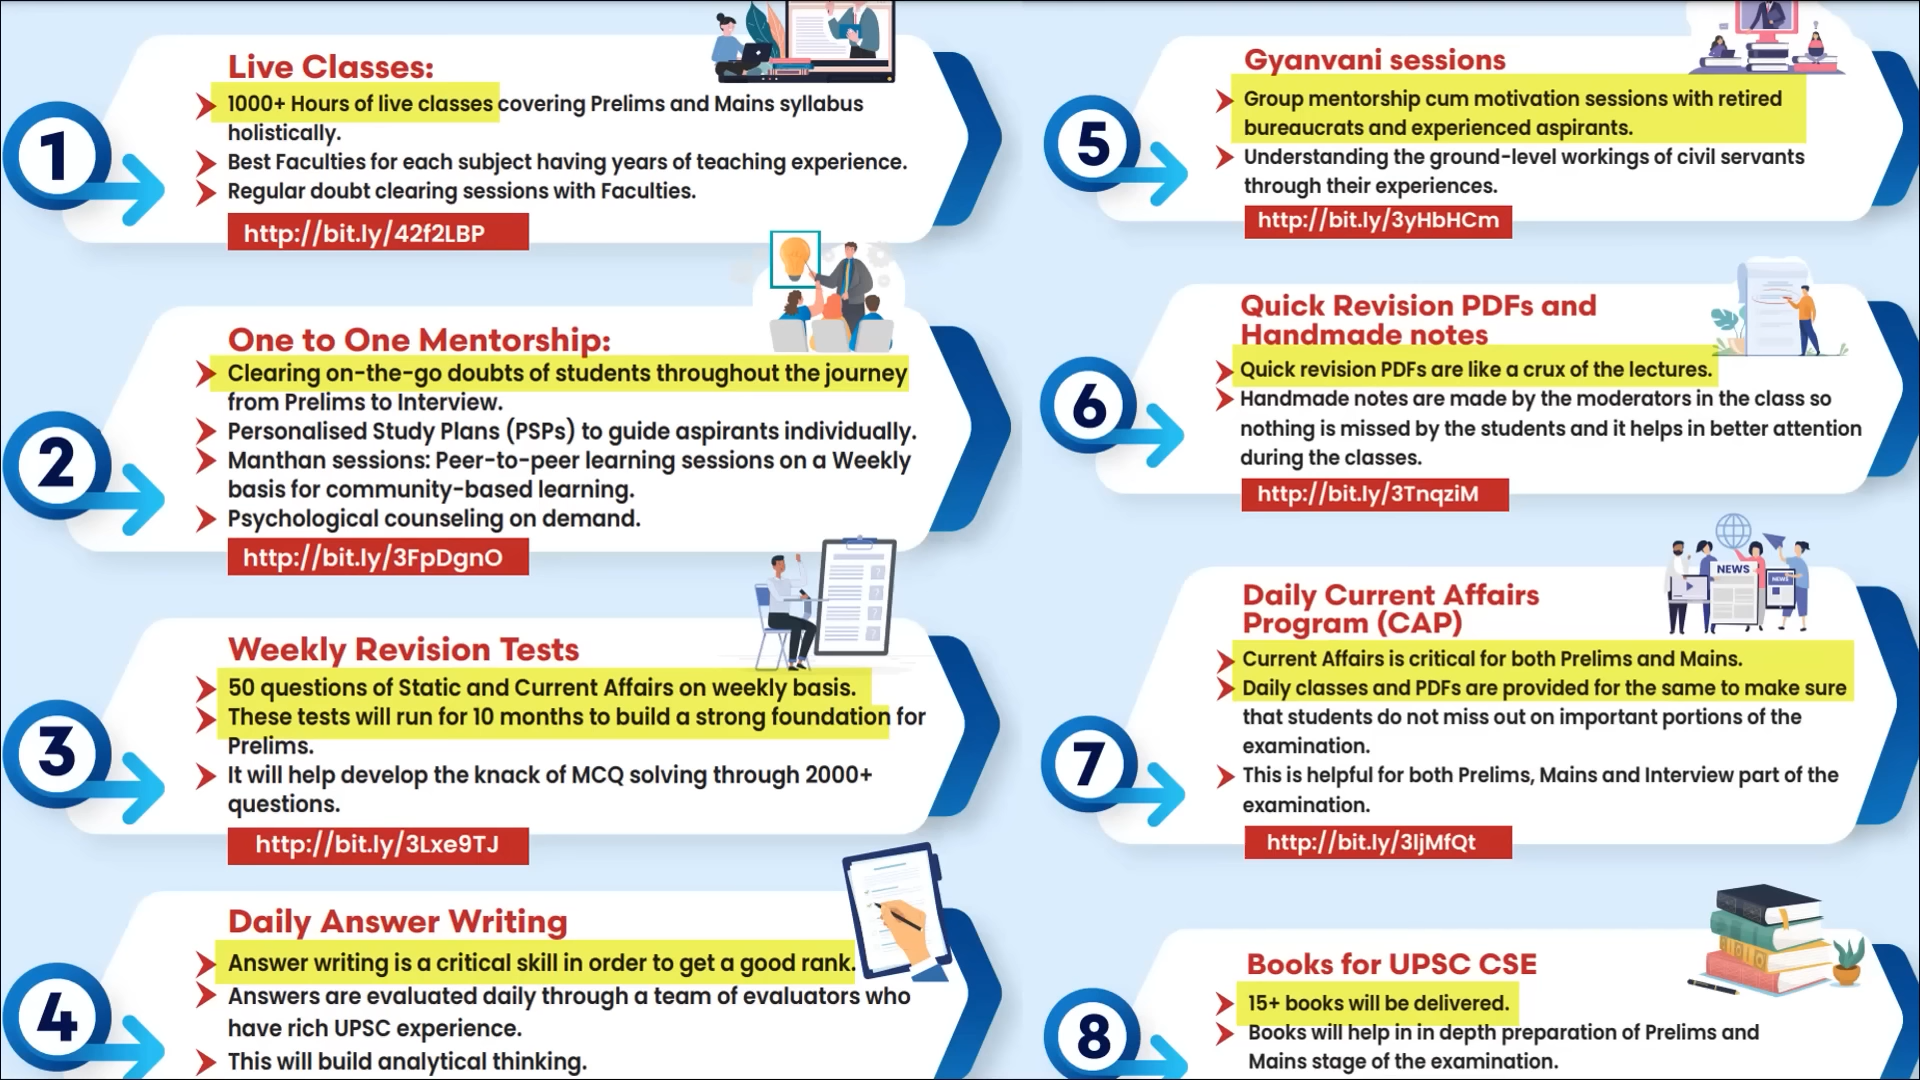 1
Live Classes:
1000+ Hours of live classes covering Prelims and Mains syllabus
holistically.
Best Faculties for each subject having years of teaching experience.
Regular doubt clearing sessions with Faculties.
http://bit.ly/42f2LBP
2
One to One Mentorship:
Clearing on-the-go doubts of students throughout the journey
from Prelims to Interview.
Personalised Study Plans (PSPs) to guide aspirants individually.
Manthan sessions: Peer-to-peer learning sessions on a Weekly
basis for community-based learning.
Psychological counseling on demand.
http://bit.ly/3FpDgnO
3
Weekly Revision Tests
50 questions of Static and Current Affairs on weekly basis.
These tests will run for 10 months to build a strong foundation for
Prelims.
It will help develop the knack of MCQ solving through 2000+
questions.
http://bit.ly/3Lxe9TJ
4
Daily Answer Writing
Answer writing is a critical skill in order to get a good rank.
Answers are evaluated daily through a team of evaluators who
have rich UPSC experience.
This will build analytical thinking.
5
Gyanvani sessions
Group mentorship cum motivation sessions with retired
bureaucrats and experienced aspirants.
Understanding the ground-level workings of civil servants
through their experiences.
http://bit.ly/3yHbHCm
6
Quick Revision PDFs and
Handmade notes
Quick revision PDFs are like a crux of the lectures.
Handmade notes are made by the moderators in the class so
nothing is missed by the students and it helps in better attention
during the classes.
http://bit.ly/3TnqziM
7
NEWS
NEWS
Daily Current Affairs
Program (CAP)
Current Affairs is critical for both Prelims and Mains.
Daily classes and PDFs are provided for the same to make sure
that students do not miss out on important portions of the
examination.
This is helpful for both Prelims, Mains and Interview part of the
examination.
http://bit.ly/3ljMfQt
8
Books for UPSC CSE
15+ books will be delivered.
Books will help in in depth preparation of Prelims and
Mains stage of the examination.